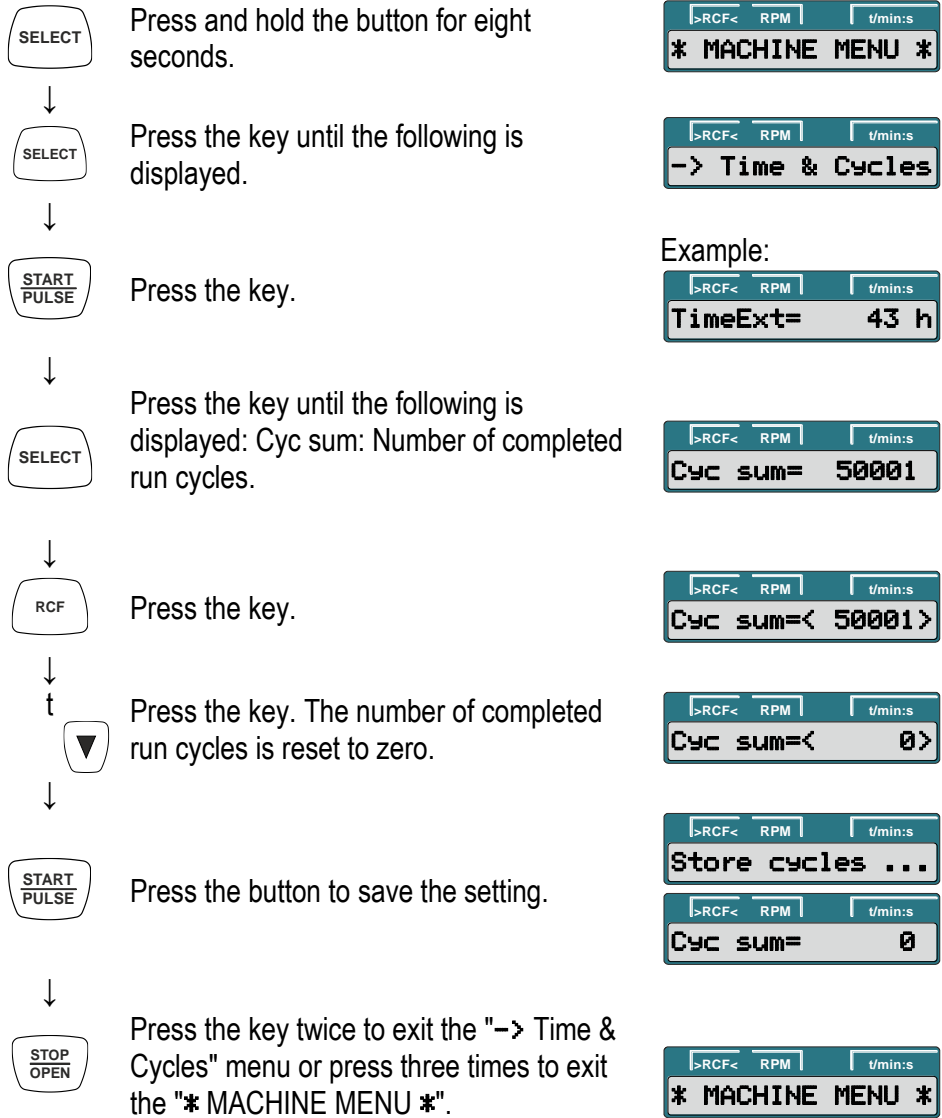 SELECT
Press and hold the button for eight
seconds.
>RCF< RPM t/min:s
* MACHINE MENU *
↓
SELECT
Press the key until the following is
displayed.
>RCF< RPM t/min:s
-> Time & Cycles
↓
START
PULSE
Press the key.
Example:
>RCF< RPM t/min:s
TimeExt= 43 h
↓
SELECT
Press the key until the following is
displayed: Cyc sum: Number of completed
run cycles.
>RCF< RPM t/min:s
Cyc sum= 50001
↓
RCF
Press the key.
>RCF< RPM t/min:s
Cyc sum=< 50001>
↓
t
▼
Press the key. The number of completed
run cycles is reset to zero.
>RCF< RPM t/min:s
Cyc sum=< 0>
↓
START
PULSE
Press the button to save the setting.
>RCF< RPM t/min:s
Store cycles ...
>RCF< RPM t/min:s
Cyc sum= 0
↓
STOP
OPEN
Press the key twice to exit the "-> Time &
Cycles" menu or press three times to exit
the "* MACHINE MENU *".
>RCF< RPM t/min:s
* MACHINE MENU *